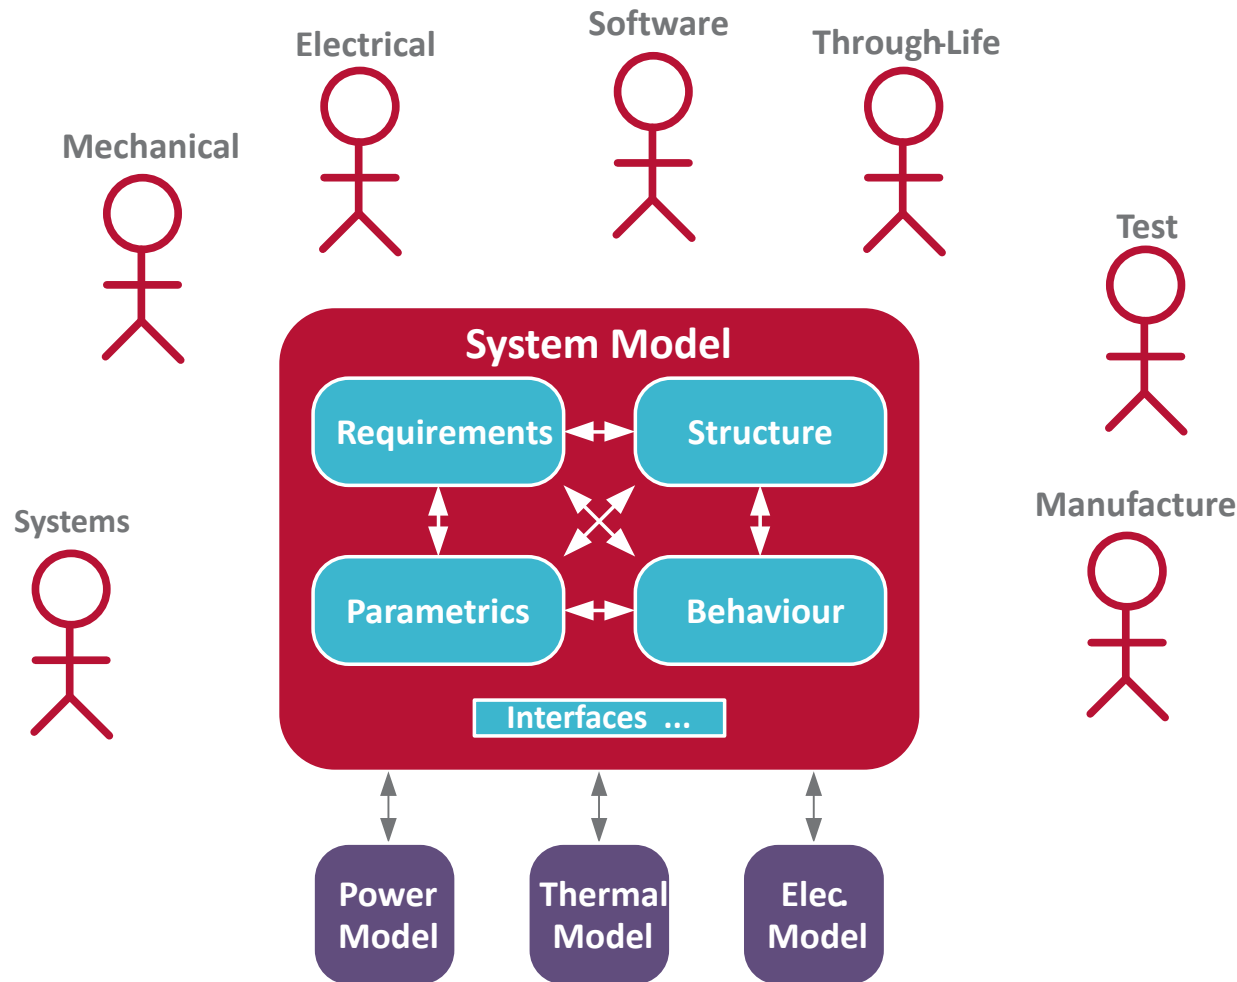 Software
Electrical
Through-Life
Mechanical
Test
System Model
Requirements
Structure
Systems
Manufacture
Parametrics
Behaviour
Interfaces ...
Power
Model
Thermal
Model
Elec.
Model